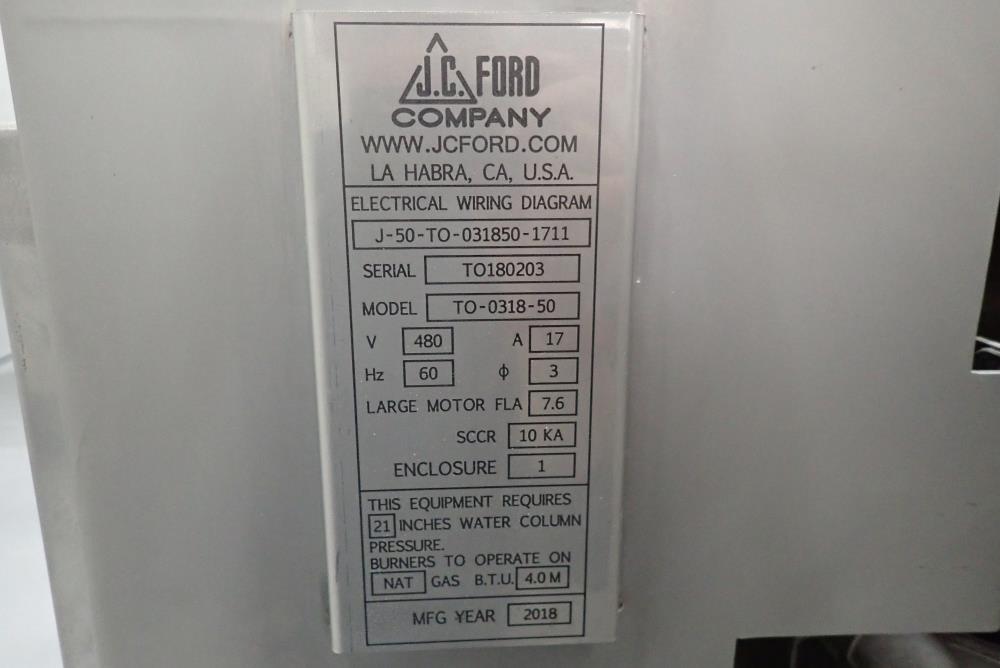 J.C. FORD
COMPANY
WWW.JCFORD.COM
LA HABRA, CA, U.S.A.
ELECTRICAL WIRING DIAGRAM
J-50-TO-031850-1711
SERIAL TO180203
MODEL TO-0318-50
V 480 A 17
Hz 60 ϕ 3
LARGE MOTOR FLA 7.6
SCCR 10 KA
ENCLOSURE 1
THIS EQUIPMENT REQUIRES
21 INCHES WATER COLUMN
PRESSURE.
BURNERS TO OPERATE ON
NAT GAS B.T.U. 4.0 M
MFG YEAR 2018